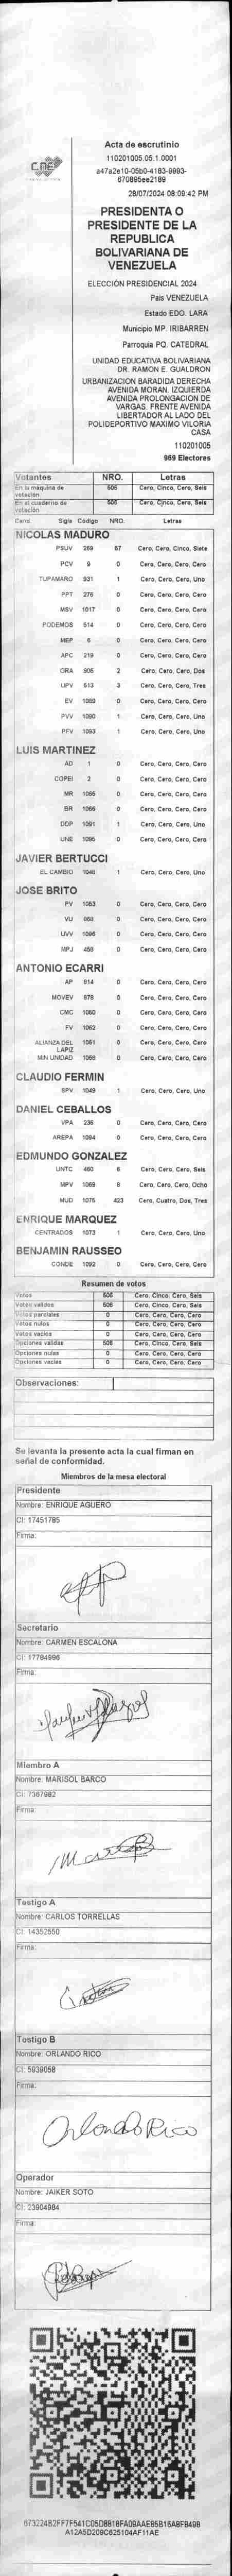 CNE
Acta de escrutinio
110201005.05.1.0001
a47a2e10-05b0-4183-9993-
670895ee2189
28/07/2024 08:09:42 PM
PRESIDENTA O
PRESIDENTE DE LA
REPUBLICA
BOLIVARIANA DE
VENEZUELA
ELECCIÓN PRESIDENCIAL 2024
Pais VENEZUELA
Estado EDO. LARA
Municipio MP. IRIBARREN
Parroquia PQ. CATEDRAL
UNIDAD EDUCATIVA BOLIVARIANA
DR. RAMON E. GUALDRON
URBANIZACION BARADIDA DERECHA
AVENIDA MORAN. IZQUIERDA
AVENIDA PROLONGACION DE
VARGAS. FRENTE AVENIDA
LIBERTADOR AL LADO DEL
POLIDEPORTIVO MAXIMO VILORIA
CASA
110201005
969 Electores
Votantes NRO. Letras
En la maquina de votación 506 Cero, Cinco, Cero, Seis
En el cuaderno de votación 506 Cero, Cinco, Cero, Seis
Cand. Sigla Código NRO. Letras
NICOLAS MADURO
PSUV 269 57 Cero, Cero, Cinco, Siete
PCV 9 0 Cero, Cero, Cero, Cero
TUPAMARO 931 1 Cero, Cero, Cero, Uno
PPT 276 0 Cero, Cero, Cero, Cero
MSV 1017 0 Cero, Cero, Cero, Cero
PODEMOS 514 0 Cero, Cero, Cero, Cero
MEP 6 0 Cero, Cero, Cero, Cero
APC 219 0 Cero, Cero, Cero, Cero
ORA 906 2 Cero, Cero, Cero, Dos
UPV 513 3 Cero, Cero, Cero, Tres
EV 1089 0 Cero, Cero, Cero, Cero
PVV 1090 1 Cero, Cero, Cero, Uno
PFV 1093 1 Cero, Cero, Cero, Uno
LUIS MARTINEZ
AD 1 0 Cero, Cero, Cero, Cero
COPEI 2 0 Cero, Cero, Cero, Cero
MR 1065 0 Cero, Cero, Cero, Cero
BR 1066 0 Cero, Cero, Cero, Cero
DDP 1091 1 Cero, Cero, Cero, Uno
UNE 1095 0 Cero, Cero, Cero, Cero
JAVIER BERTUCCI
EL CAMBIO 1048 1 Cero, Cero, Cero, Uno
JOSE BRITO
PV 1053 0 Cero, Cero, Cero, Cero
VU 868 0 Cero, Cero, Cero, Cero
UVV 1096 0 Cero, Cero, Cero, Cero
MPJ 459 0 Cero, Cero, Cero, Cero
ANTONIO ECARRI
AP 814 0 Cero, Cero, Cero, Cero
MOVEV 878 0 Cero, Cero, Cero, Cero
CMC 1050 0 Cero, Cero, Cero, Cero
FV 1062 0 Cero, Cero, Cero, Cero
ALIANZA DEL LAPIZ 1051 0 Cero, Cero, Cero, Cero
MIN UNIDAD 1068 0 Cero, Cero, Cero, Cero
CLAUDIO FERMIN
SPV 1049 1 Cero, Cero, Cero, Uno
DANIEL CEBALLOS
VPA 236 0 Cero, Cero, Cero, Cero
AREPA 1094 0 Cero, Cero, Cero, Cero
EDMUNDO GONZALEZ
UNTC 460 6 Cero, Cero, Cero, Seis
MPV 1069 8 Cero, Cero, Cero, Ocho
MUD 1075 423 Cero, Cuatro, Dos, Tres
ENRIQUE MARQUEZ
CENTRADOS 1073 1 Cero, Cero, Cero, Uno
BENJAMIN RAUSSEO
CONDE 1092 0 Cero, Cero, Cero, Cero
Resumen de votos
Votos 506 Cero, Cinco, Cero, Seis
Votos validos 506 Cero, Cinco, Cero, Seis
Votos parciales 0 Cero, Cero, Cero, Cero
Votos nulos 0 Cero, Cero, Cero, Cero
Votos vacios 0 Cero, Cero, Cero, Cero
Opciones validas 506 Cero, Cinco, Cero, Seis
Opciones nulas 0 Cero, Cero, Cero, Cero
Opciones vacias 0 Cero, Cero, Cero, Cero
Observaciones:
Se levanta la presente acta la cual firman en
señal de conformidad.
Miembros de la mesa electoral
Presidente
Nombre: ENRIQUE AGUERO
CI: 17451785
Firma:
Secretario
Nombre: CARMEN ESCALONA
CI: 17784996
Firma:
Miembro A
Nombre: MARISOL BARCO
CI: 7367982
Firma:
Testigo A
Nombre: CARLOS TORRELLAS
CI: 14352550
Firma:
Testigo B
Nombre: ORLANDO RICO
CI: 5939058
Firma:
Orlando Rico
Operador
Nombre: JAIKER SOTO
CI: 23904984
Firma:
673224B2FF7F541C05D8818FA09AAE95B16A9F8498
A12A5D209C625104AF11AE